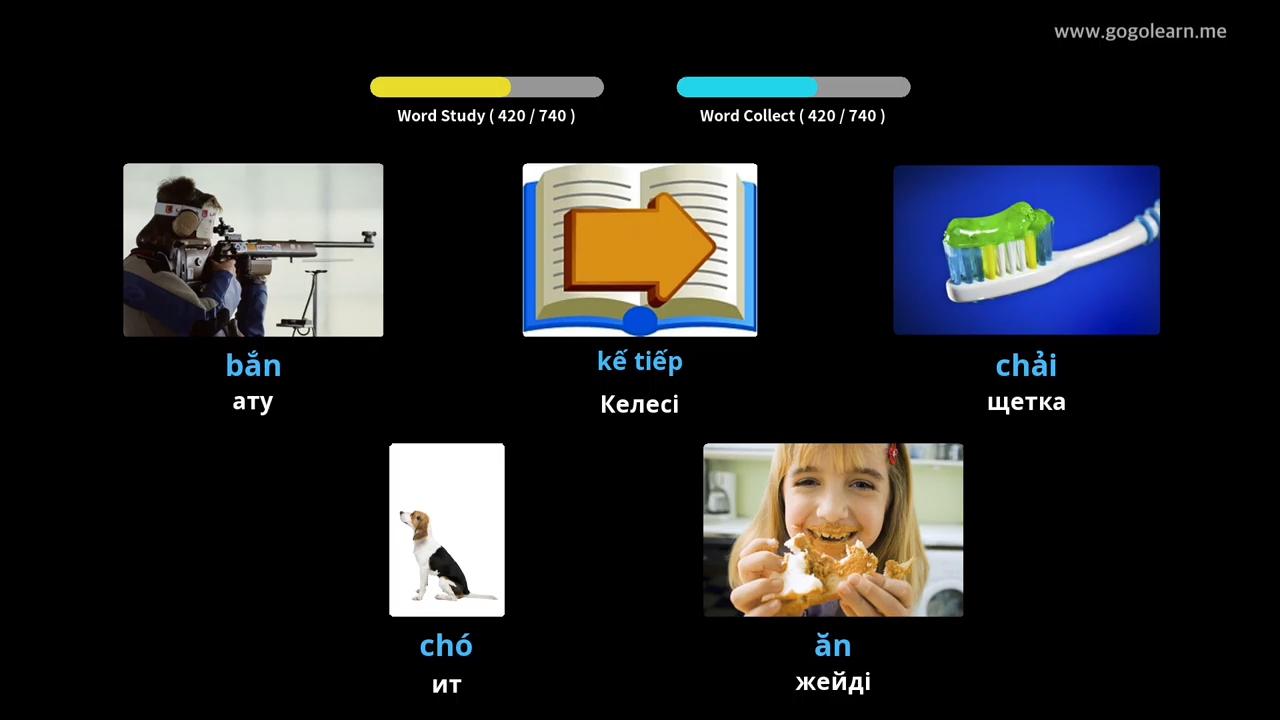 www.gogolearn.me
Word Study ( 420 / 740 )
Word Collect ( 420 / 740 )
bắn
ату
kế tiếp
Келесі
chải
щетка
chó
ит
ăn
жейді